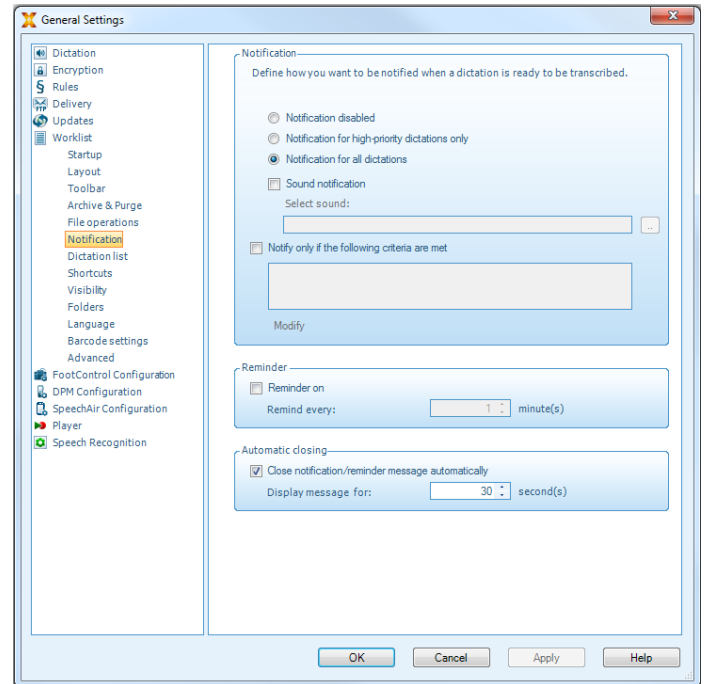 General Settings
Dictation
Encryption
Rules
Delivery
Updates
Worklist
Startup
Layout
Toolbar
Archive & Purge
File operations
Notification
Dictation list
Shortcuts
Visibility
Folders
Language
Barcode settings
Advanced
FootControl Configuration
DPM Configuration
SpeechAir Configuration
Player
Speech Recognition
Notification
Define how you want to be notified when a dictation is ready to be transcribed.
Notification disabled
Notification for high-priority dictations only
Notification for all dictations
Sound notification
Select sound:
..
Notify only if the following criteria are met
Modify
Reminder
Reminder on
Remind every: 1 minute(s)
Automatic closing
Close notification/reminder message automatically
Display message for: 30 second(s)
OK Cancel Apply Help